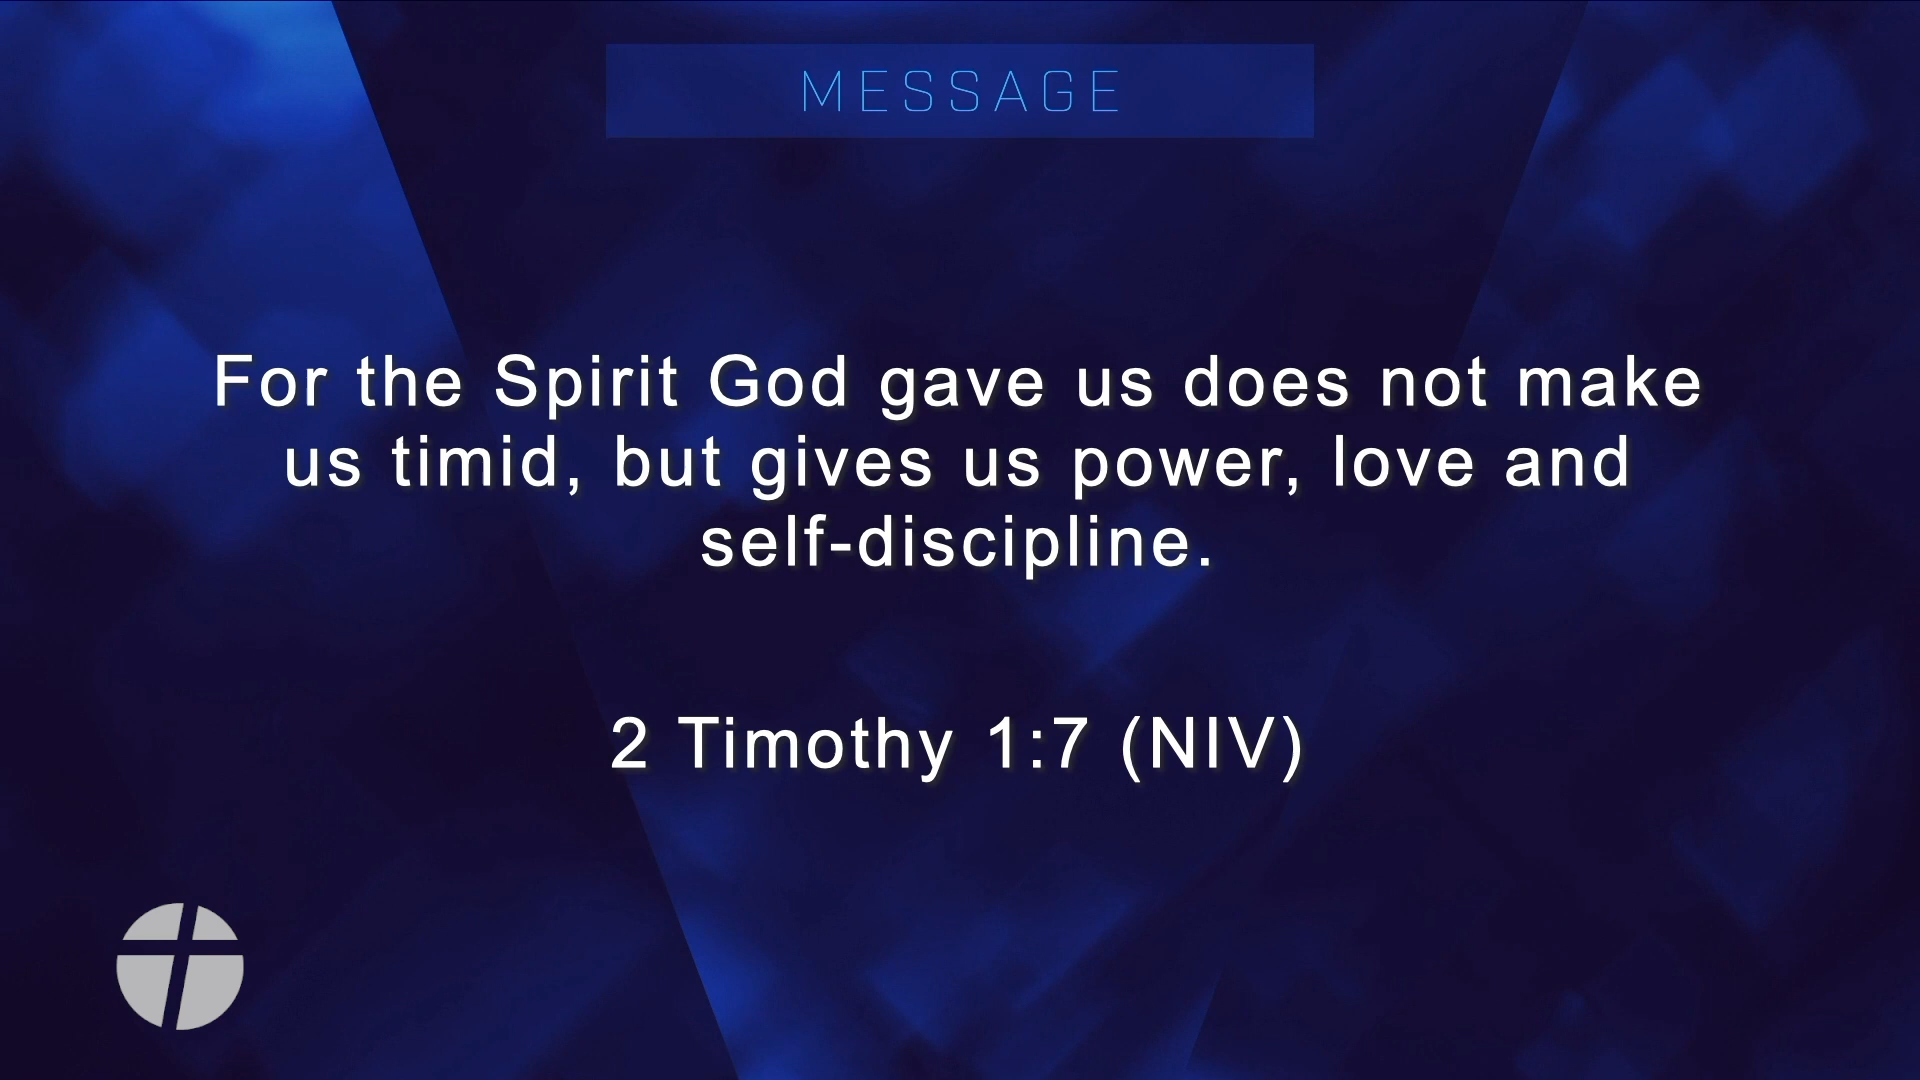 MESSAGE
For the Spirit God gave us does not make
us timid, but gives us power, love and
self-discipline.
2 Timothy 1:7 (NIV)